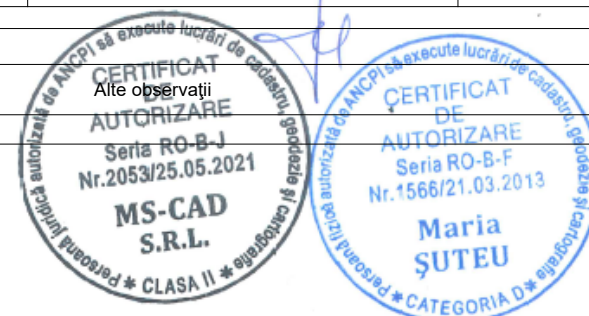 Persoană juridică autorizată de ANCPI să execute lucrări de cadastru, geodezie și cartografie
CERTIFICAT
DE
AUTORIZARE
Seria RO-B-J
Nr.2053/25.05.2021
MS-CAD
S.R.L.
* CLASA II *
Alte observaţii
Persoană fizică autorizată de ANCPI să execute lucrări de cadastru, geodezie și cartografie
CERTIFICAT
DE
AUTORIZARE
Seria RO-B-F
Nr.1566/21.03.2013
Maria
ŞUTEU
* CATEGORIA D *